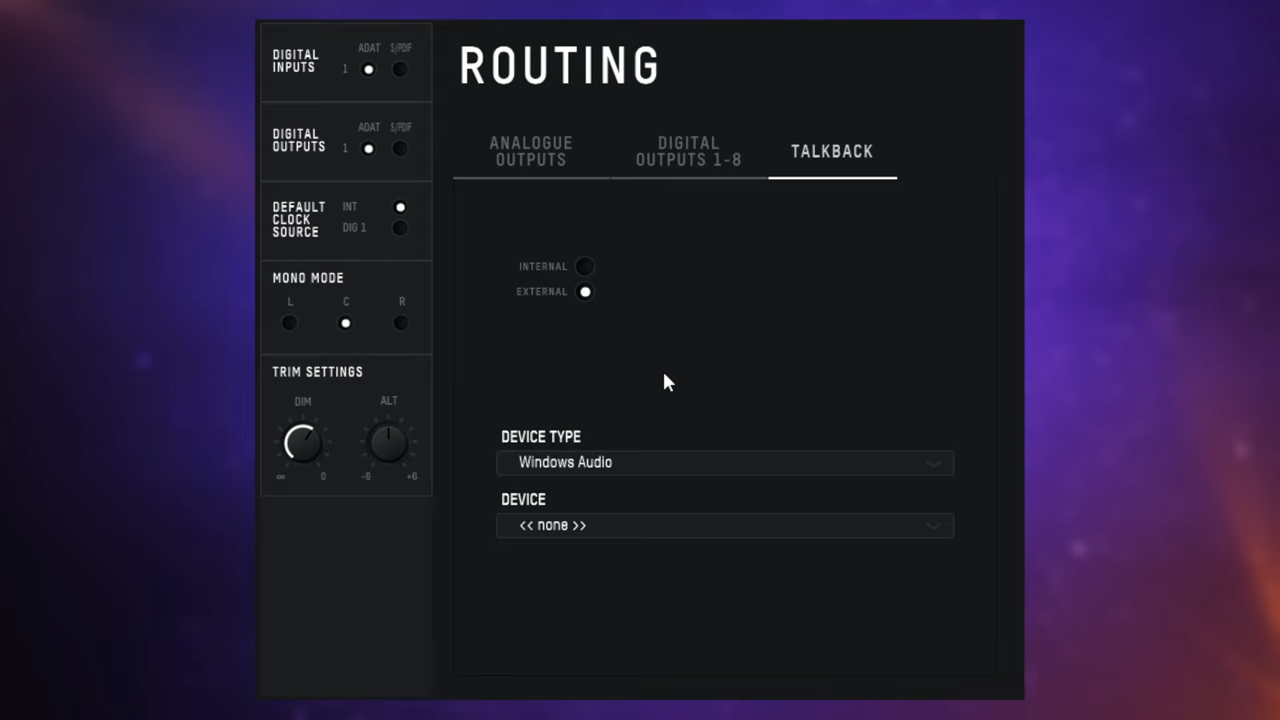 DIGITAL
INPUTS
ADAT S/PDIF
1
DIGITAL
OUTPUTS
ADAT S/PDIF
1
DEFAULT
CLOCK
SOURCE
INT
DIG 1
MONO MODE
L C R
TRIM SETTINGS
DIM ALT
∞ 0 -6 +6
ROUTING
ANALOGUE
OUTPUTS
DIGITAL
OUTPUTS 1-8
TALKBACK
INTERNAL
EXTERNAL
DEVICE TYPE
Windows Audio
DEVICE
<< none >>